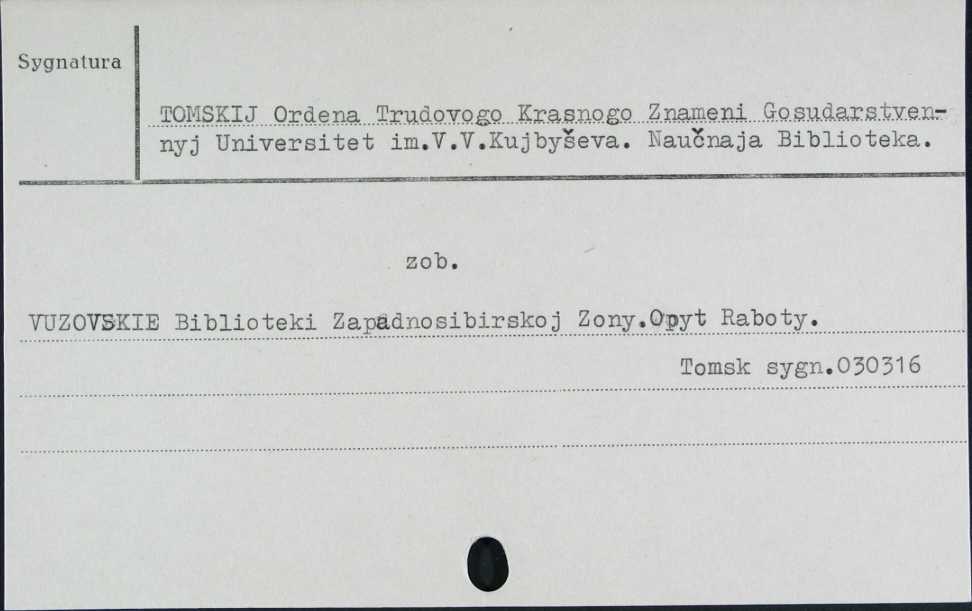 Sygnatura
TOMSKIJ Ordena Trudovogo Krasnogo Znameni Gosudarstven-
nyj Universitet im.V.V.Kujbyševa. Naučnaja Biblioteka.
zob.
VUZOVSKIE Biblioteki Zapadnosibirskoj Zony.Opyt Raboty.
Tomsk sygn.030316